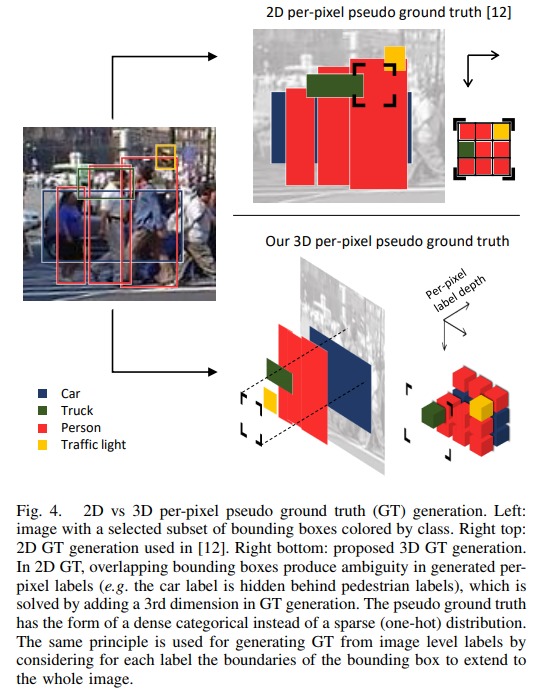 2D per-pixel pseudo ground truth [12]
Our 3D per-pixel pseudo ground truth
Per-pixel
label depth
Car
Truck
Person
Traffic light
Fig. 4. 2D vs 3D per-pixel pseudo ground truth (GT) generation. Left:
image with a selected subset of bounding boxes colored by class. Right top:
2D GT generation used in [12]. Right bottom: proposed 3D GT generation.
In 2D GT, overlapping bounding boxes produce ambiguity in generated per-
pixel labels (e.g. the car label is hidden behind pedestrian labels), which is
solved by adding a 3rd dimension in GT generation. The pseudo ground truth
has the form of a dense categorical instead of a sparse (one-hot) distribution.
The same principle is used for generating GT from image level labels by
considering for each label the boundaries of the bounding box to extend to
the whole image.